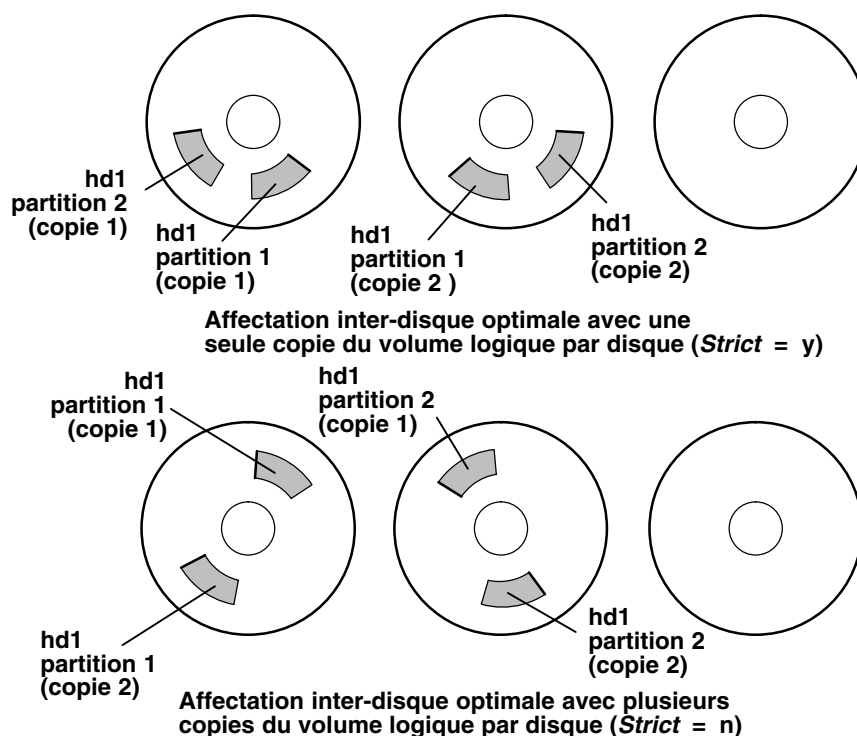 hd1
partition 2
(copie 1)
hd1
partition 1
(copie 1)
hd1
partition 1
(copie 2 )
hd1
partition 2
(copie 2)
Affectation inter-disque optimale avec une
seule copie du volume logique par disque (Strict = y)
hd1
partition 1
(copie 1)
hd1
partition 2
(copie 1)
hd1
partition 1
(copie 2)
hd1
partition 2
(copie 2)
Affectation inter-disque optimale avec plusieurs
copies du volume logique par disque (Strict = n)